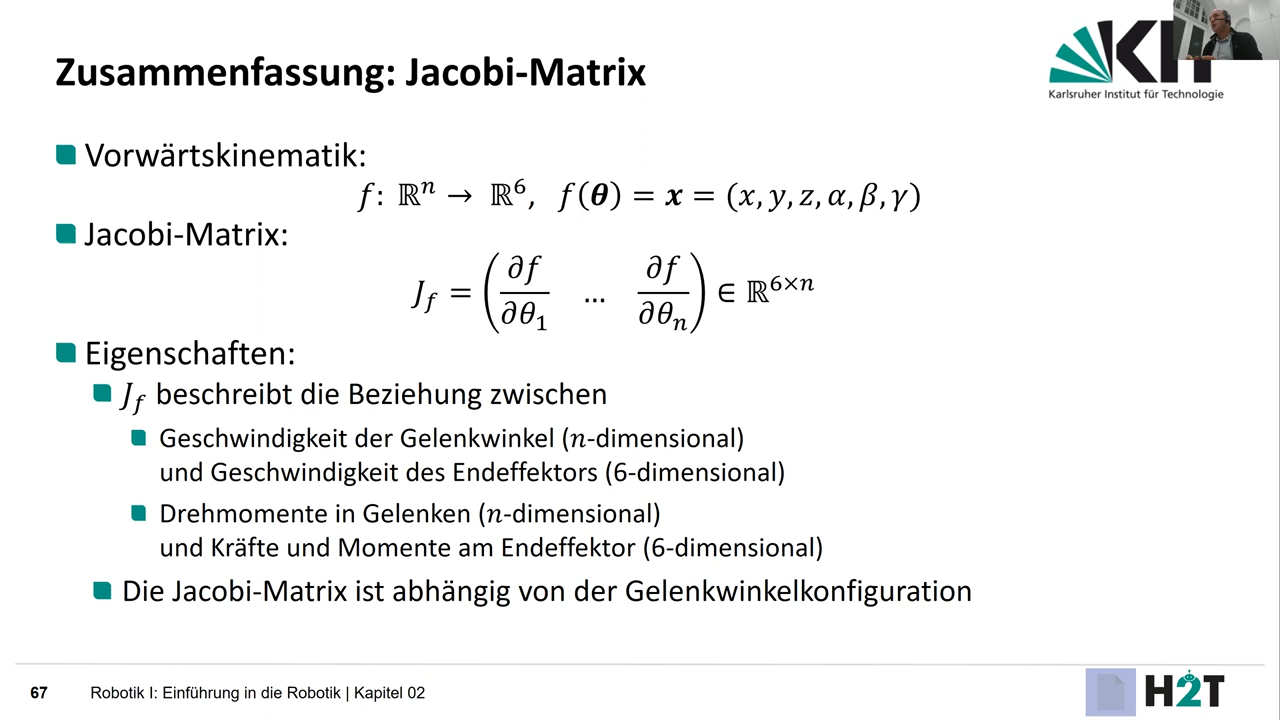 Zusammenfassung: Jacobi-Matrix
KIT
Karlsruher Institut für Technologie
Vorwärtskinematik:
f: ℝⁿ → ℝ⁶, f(θ) = x = (x, y, z, α, β, γ)
Jacobi-Matrix:
J_f = (∂f/∂θ₁ … ∂f/∂θₙ) ∈ ℝ⁶ˣⁿ
Eigenschaften:
J_f beschreibt die Beziehung zwischen
Geschwindigkeit der Gelenkwinkel (n-dimensional)
und Geschwindigkeit des Endeffektors (6-dimensional)
Drehmomente in Gelenken (n-dimensional)
und Kräfte und Momente am Endeffektor (6-dimensional)
Die Jacobi-Matrix ist abhängig von der Gelenkwinkelkonfiguration
67 Robotik I: Einführung in die Robotik | Kapitel 02
H2T